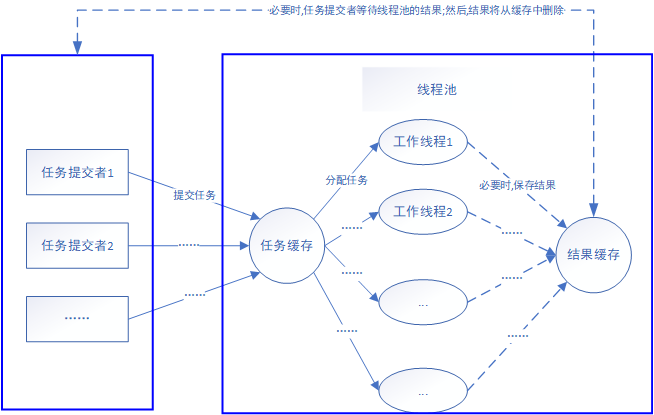 必要时,任务提交者等待线程池的结果;然后,结果将从缓存中删除
线程池
任务提交者1
任务提交者2
……
提交任务
……
……
任务缓存
分配任务
……
……
……
工作线程1
工作线程2
...
...
必要时,保存结果
……
……
……
结果缓存